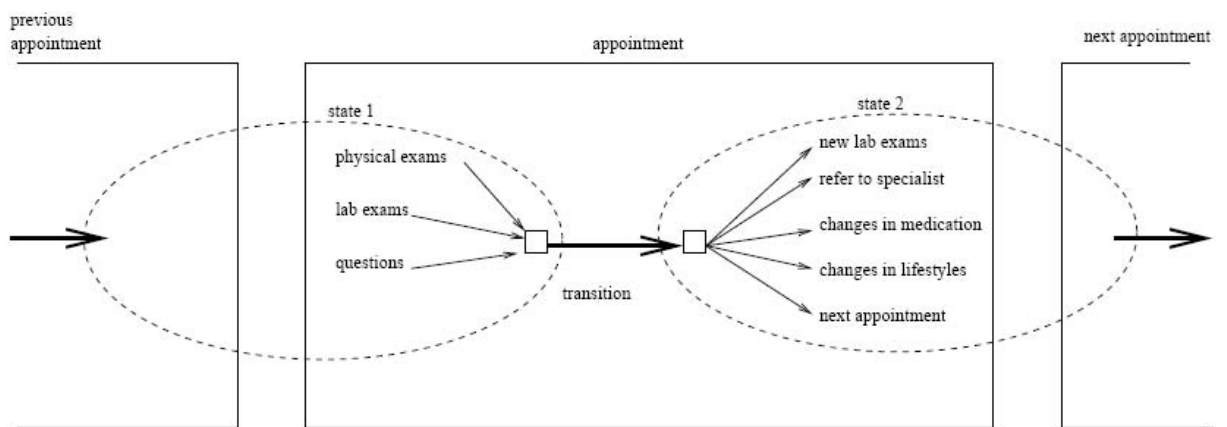 previous
appointment
appointment
next appointment
state 1
state 2
physical exams
lab exams
questions
transition
new lab exams
refer to specialist
changes in medication
changes in lifestyles
next appointment